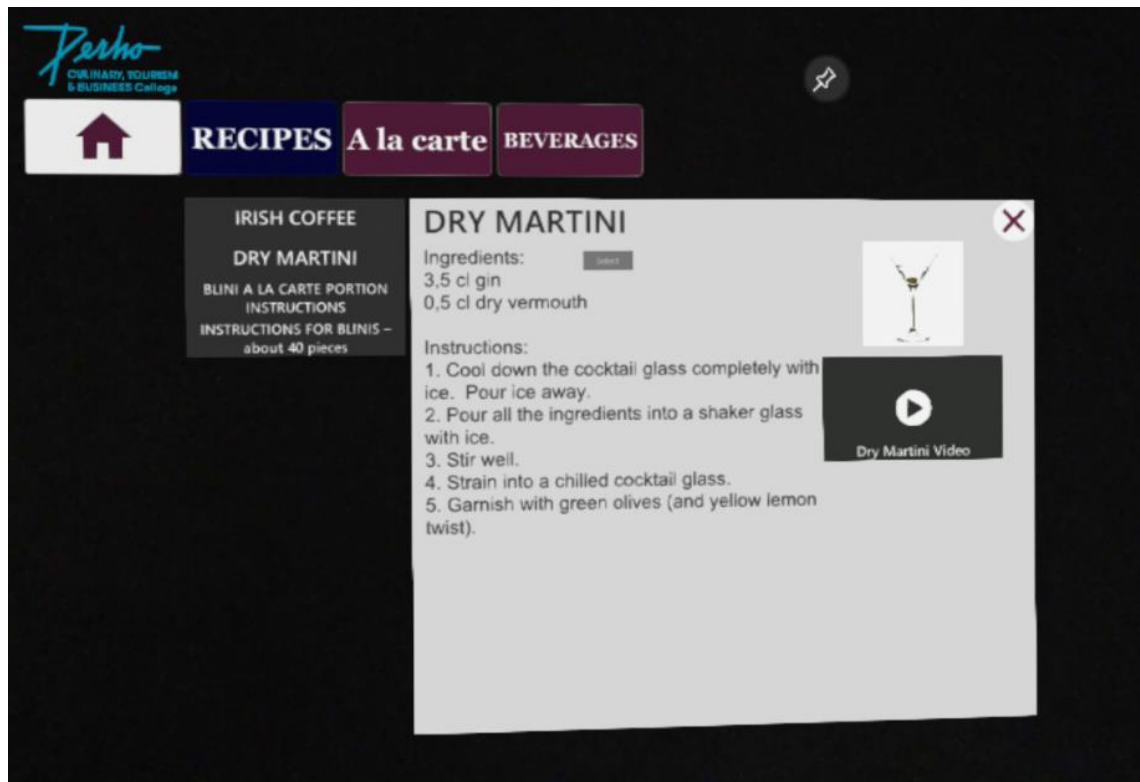 Perho
CULINARY, TOURISM
& BUSINESS College
RECIPES
A la carte
BEVERAGES
IRISH COFFEE
DRY MARTINI
BLINI A LA CARTE PORTION
INSTRUCTIONS
INSTRUCTIONS FOR BLINIS –
about 40 pieces
DRY MARTINI
Ingredients:
Select
3,5 cl gin
0,5 cl dry vermouth
Instructions:
1. Cool down the cocktail glass completely with
ice. Pour ice away.
2. Pour all the ingredients into a shaker glass
with ice.
3. Stir well.
4. Strain into a chilled cocktail glass.
5. Garnish with green olives (and yellow lemon
twist).
Dry Martini Video